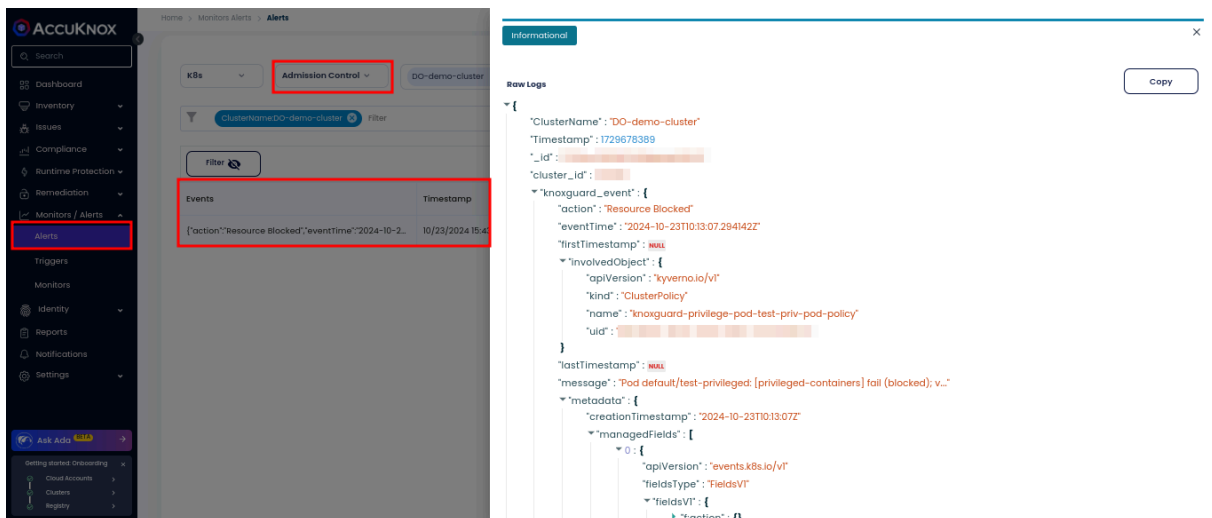 ACCUKNOX
Search
Dashboard
Inventory
Issues
Compliance
Runtime Protection
Remediation
Monitors / Alerts
Alerts
Triggers
Monitors
Identity
Reports
Notifications
Settings
Ask Ada BETA
Getting started: Onboarding
Cloud Accounts
Clusters
Registry
Home > Monitors Alerts > Alerts
K8s
Admission Control
DO-demo-cluster
ClusterName:DO-demo-cluster Filter
Filter
Events Timestamp
{"action":"Resource Blocked","eventTime":"2024-10-2... 10/23/2024 15:4
Informational
Raw Logs
Copy
{
"ClusterName" : "DO-demo-cluster"
"Timestamp" : 1729678389
"_id" :
"cluster_id" :
"knoxguard_event" : {
"action" : "Resource Blocked"
"eventTime" : "2024-10-23T10:13:07.294142Z"
"firstTimestamp" : NULL
"involvedObject" : {
"apiVersion" : "kyverno.io/v1"
"kind" : "ClusterPolicy"
"name" : "knoxguard-privilege-pod-test-priv-pod-policy"
"uid" : "
}
"lastTimestamp" : NULL
"message" : "Pod default/test-privileged: [privileged-containers] fail (blocked); v..."
"metadata" : {
"creationTimestamp" : "2024-10-23T10:13:07Z"
"managedFields" : [
0 : {
"apiVersion" : "events.k8s.io/v1"
"fieldsType" : "FieldsV1"
"fieldsV1" : {
"f:action" : {}